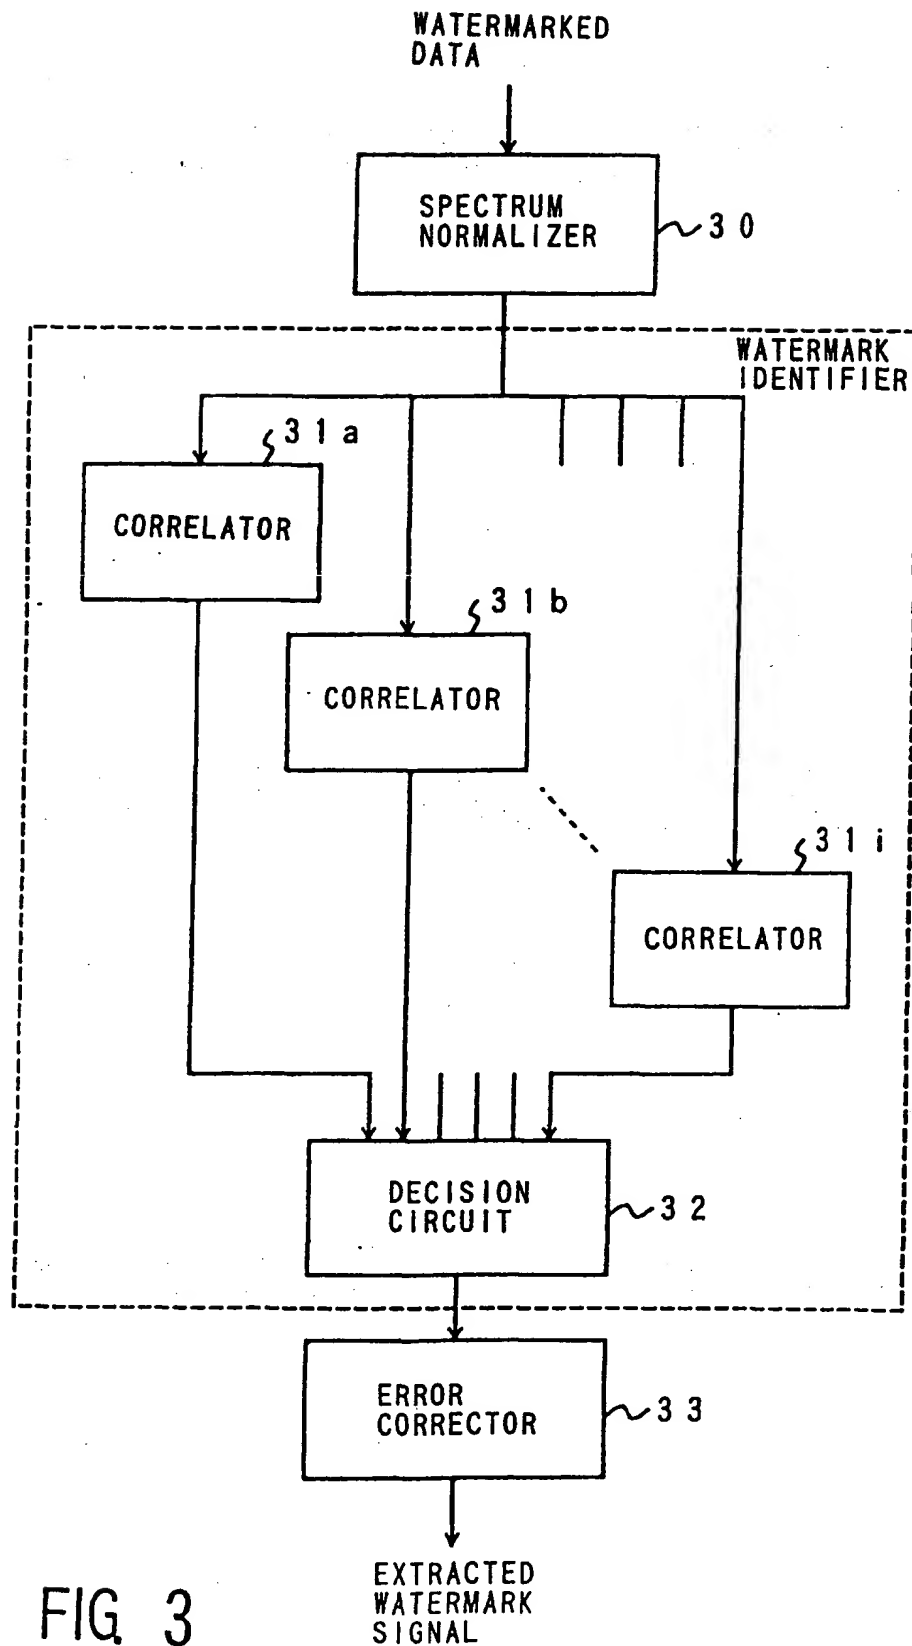 WATERMARKED
DATA
SPECTRUM
NORMALIZER
30
WATERMARK
IDENTIFIER
31a
CORRELATOR
31b
CORRELATOR
31i
CORRELATOR
DECISION
CIRCUIT
32
ERROR
CORRECTOR
33
EXTRACTED
WATERMARK
SIGNAL
FIG. 3